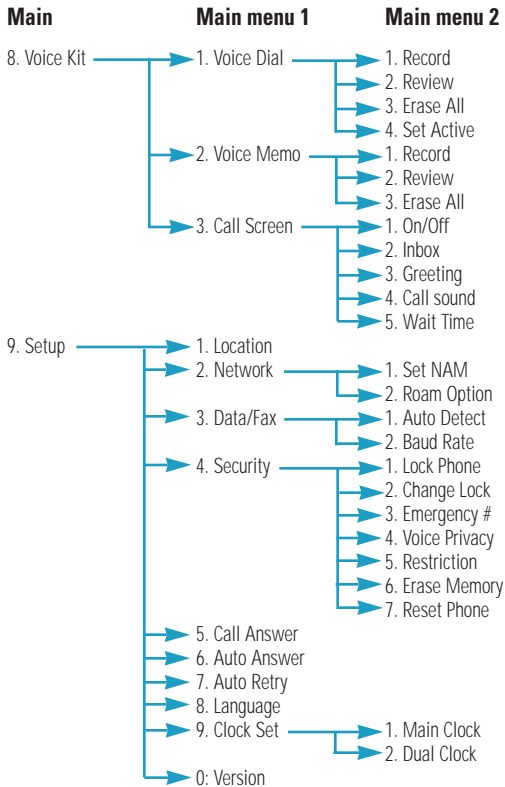 Main Main menu 1 Main menu 2
8. Voice Kit 1. Voice Dial 1. Record
2. Review
3. Erase All
4. Set Active
2. Voice Memo 1. Record
2. Review
3. Erase All
3. Call Screen 1. On/Off
2. Inbox
3. Greeting
4. Call sound
5. Wait Time
9. Setup 1. Location
2. Network 1. Set NAM
2. Roam Option
3. Data/Fax 1. Auto Detect
2. Baud Rate
4. Security 1. Lock Phone
2. Change Lock
3. Emergency #
4. Voice Privacy
5. Restriction
6. Erase Memory
7. Reset Phone
5. Call Answer
6. Auto Answer
7. Auto Retry
8. Language
9. Clock Set 1. Main Clock
2. Dual Clock
0: Version